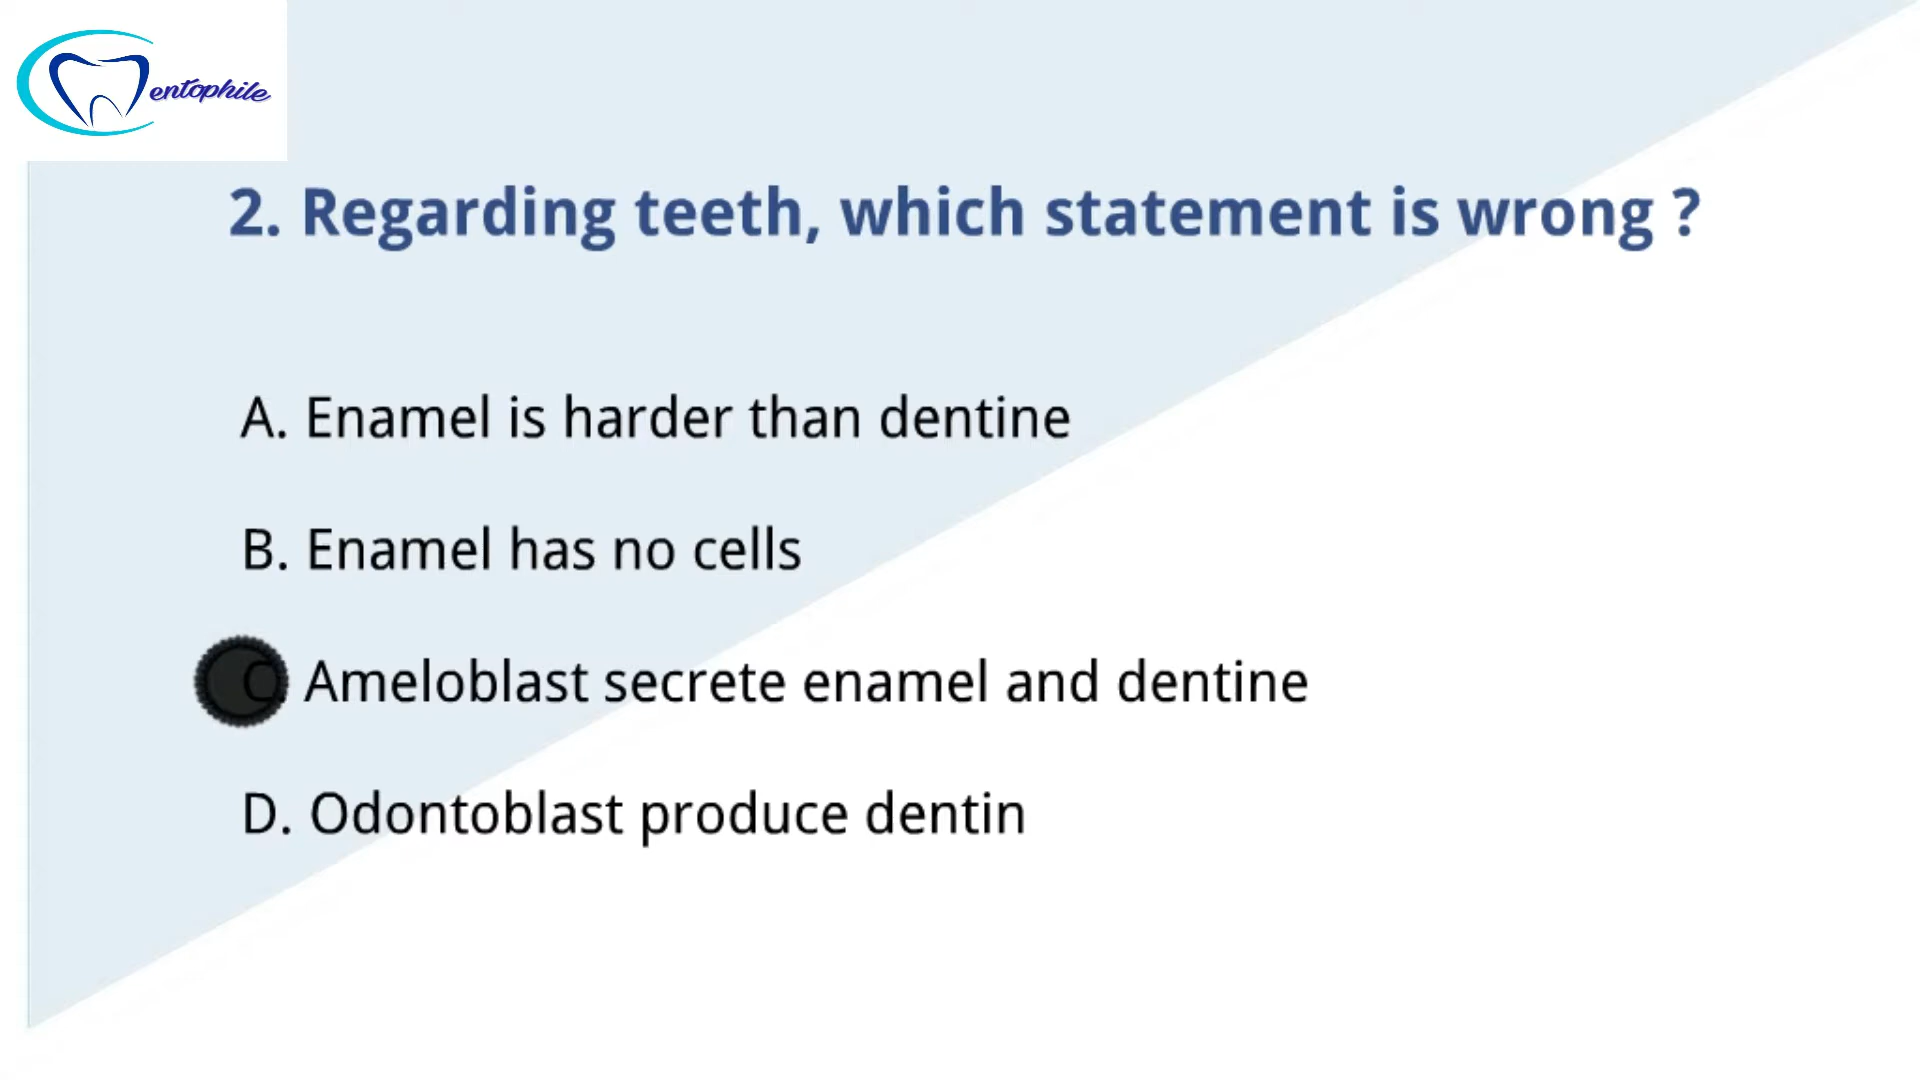 entophile
2. Regarding teeth, which statement is wrong ?
A. Enamel is harder than dentine
B. Enamel has no cells
C Ameloblast secrete enamel and dentine
D. Odontoblast produce dentin